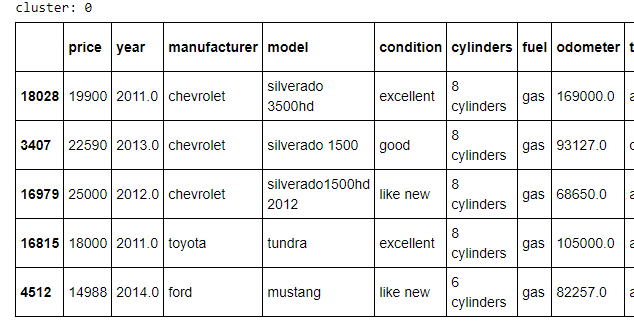 cluster: 0
price year manufacturer model condition cylinders fuel odometer
18028 19900 2011.0 chevrolet silverado 3500hd excellent 8 cylinders gas 169000.0
3407 22590 2013.0 chevrolet silverado 1500 good 8 cylinders gas 93127.0
16979 25000 2012.0 chevrolet silverado1500hd 2012 like new 8 cylinders gas 68650.0
16815 18000 2011.0 toyota tundra excellent 8 cylinders gas 105000.0
4512 14988 2014.0 ford mustang like new 6 cylinders gas 82257.0